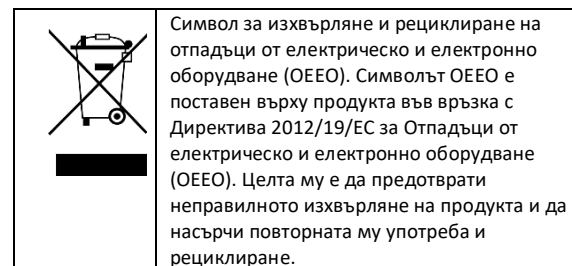 Символ за изхвърляне и рециклиране на
отпадъци от електрическо и електронно
оборудване (ОЕЕО). Символът ОЕЕО е
поставен върху продукта във връзка с
Директива 2012/19/ЕС за Отпадъци от
електрическо и електронно оборудване
(ОЕЕО). Целта му е да предотврати
неправилното изхвърляне на продукта и да
насърчи повторната му употреба и
рециклиране.